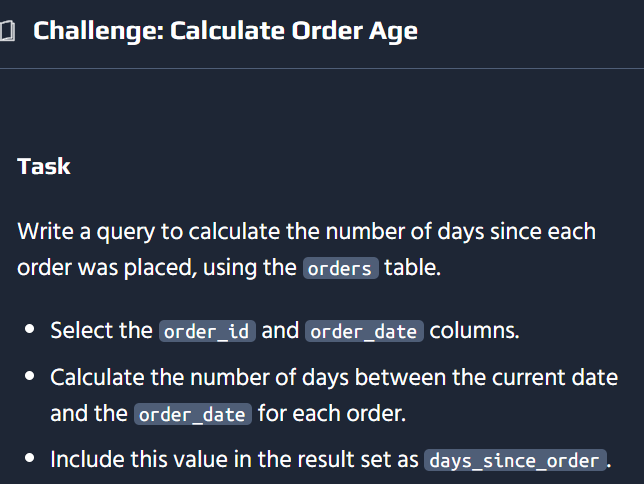 Challenge: Calculate Order Age
Task
Write a query to calculate the number of days since each
order was placed, using the orders table.
Select the order_id and order_date columns.
Calculate the number of days between the current date
and the order_date for each order.
Include this value in the result set as days_since_order.